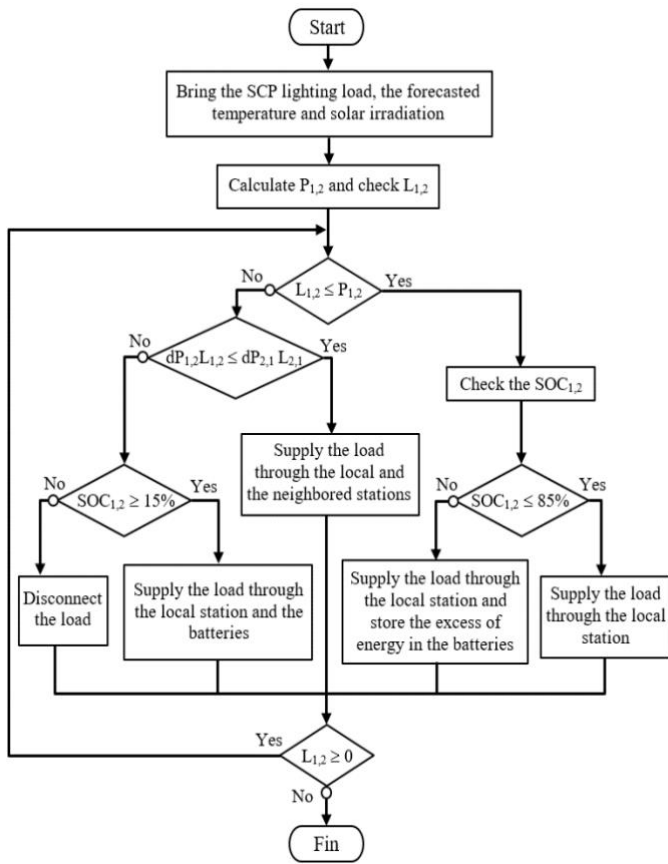 Start
Bring the SCP lighting load, the forecasted
temperature and solar irradiation
Calculate P₁,₂ and check L₁,₂
No
L₁,₂ ≤ P₁,₂
Yes
No
dP₁,₂L₁,₂ ≤ dP₂,₁ L₂,₁
Yes
Check the SOC₁,₂
Supply the load
through the local and
the neighbored stations
No
SOC₁,₂ ≥ 15%
Yes
No
SOC₁,₂ ≤ 85%
Yes
Disconnect
the load
Supply the load through
the local station and the
batteries
Supply the load through
the local station and
store the excess of
energy in the batteries
Supply the load
through the local
station
Yes
L₁,₂ ≥ 0
No
Fin